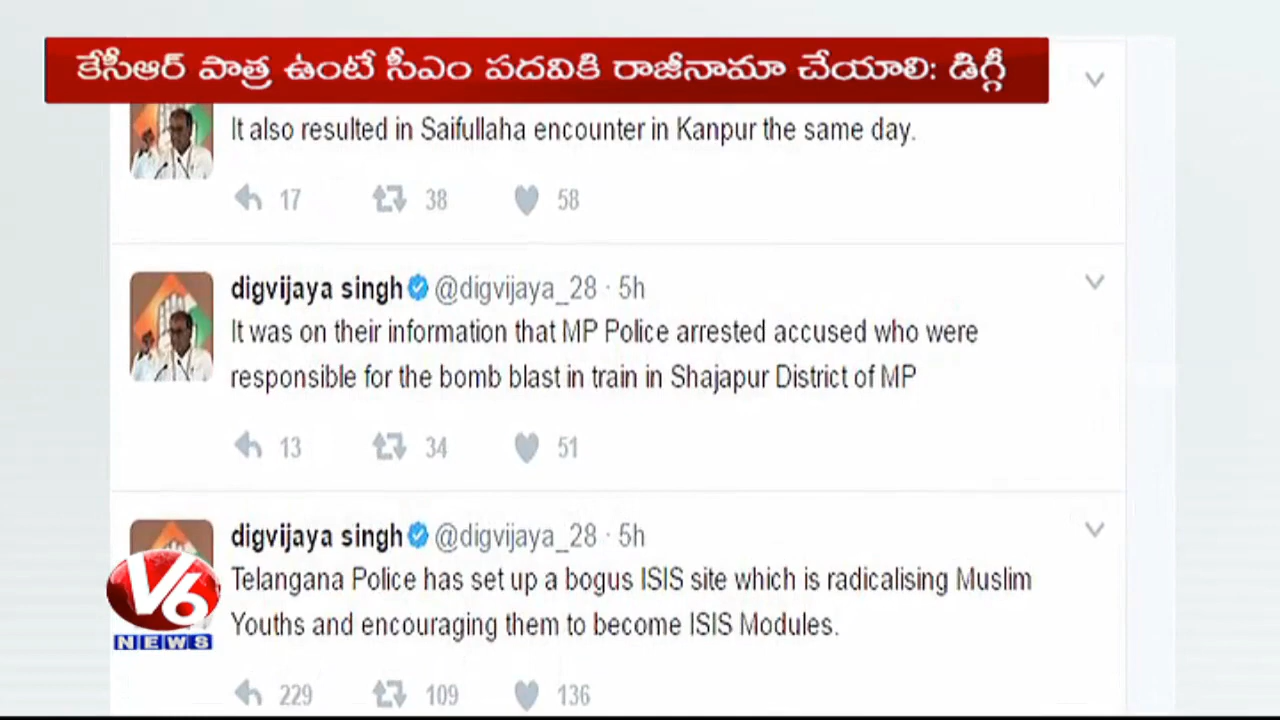 కేసీఆర్ పాత్ర ఉంటే సీఎం పదవికి రాజీనామా చేయాలి: డిగ్గీ
It also resulted in Saifullaha encounter in Kanpur the same day.
17 38 58
digvijaya singh @digvijaya_28 · 5h
It was on their information that MP Police arrested accused who were
responsible for the bomb blast in train in Shajapur District of MP
13 34 51
digvijaya singh @digvijaya_28 · 5h
Telangana Police has set up a bogus ISIS site which is radicalising Muslim
Youths and encouraging them to become ISIS Modules.
229 109 136
V6
NEWS